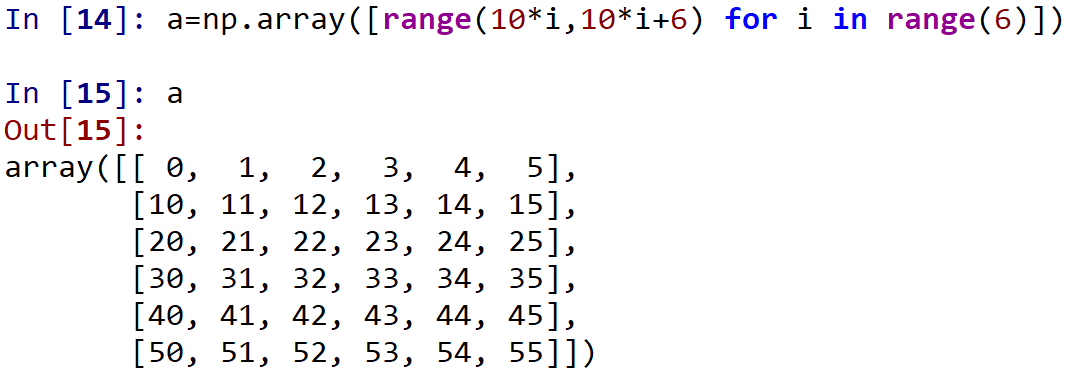 In [14]: a=np.array([range(10*i,10*i+6) for i in range(6)])
In [15]: a
Out[15]:
array([[ 0,  1,  2,  3,  4,  5],
       [10, 11, 12, 13, 14, 15],
       [20, 21, 22, 23, 24, 25],
       [30, 31, 32, 33, 34, 35],
       [40, 41, 42, 43, 44, 45],
       [50, 51, 52, 53, 54, 55]])